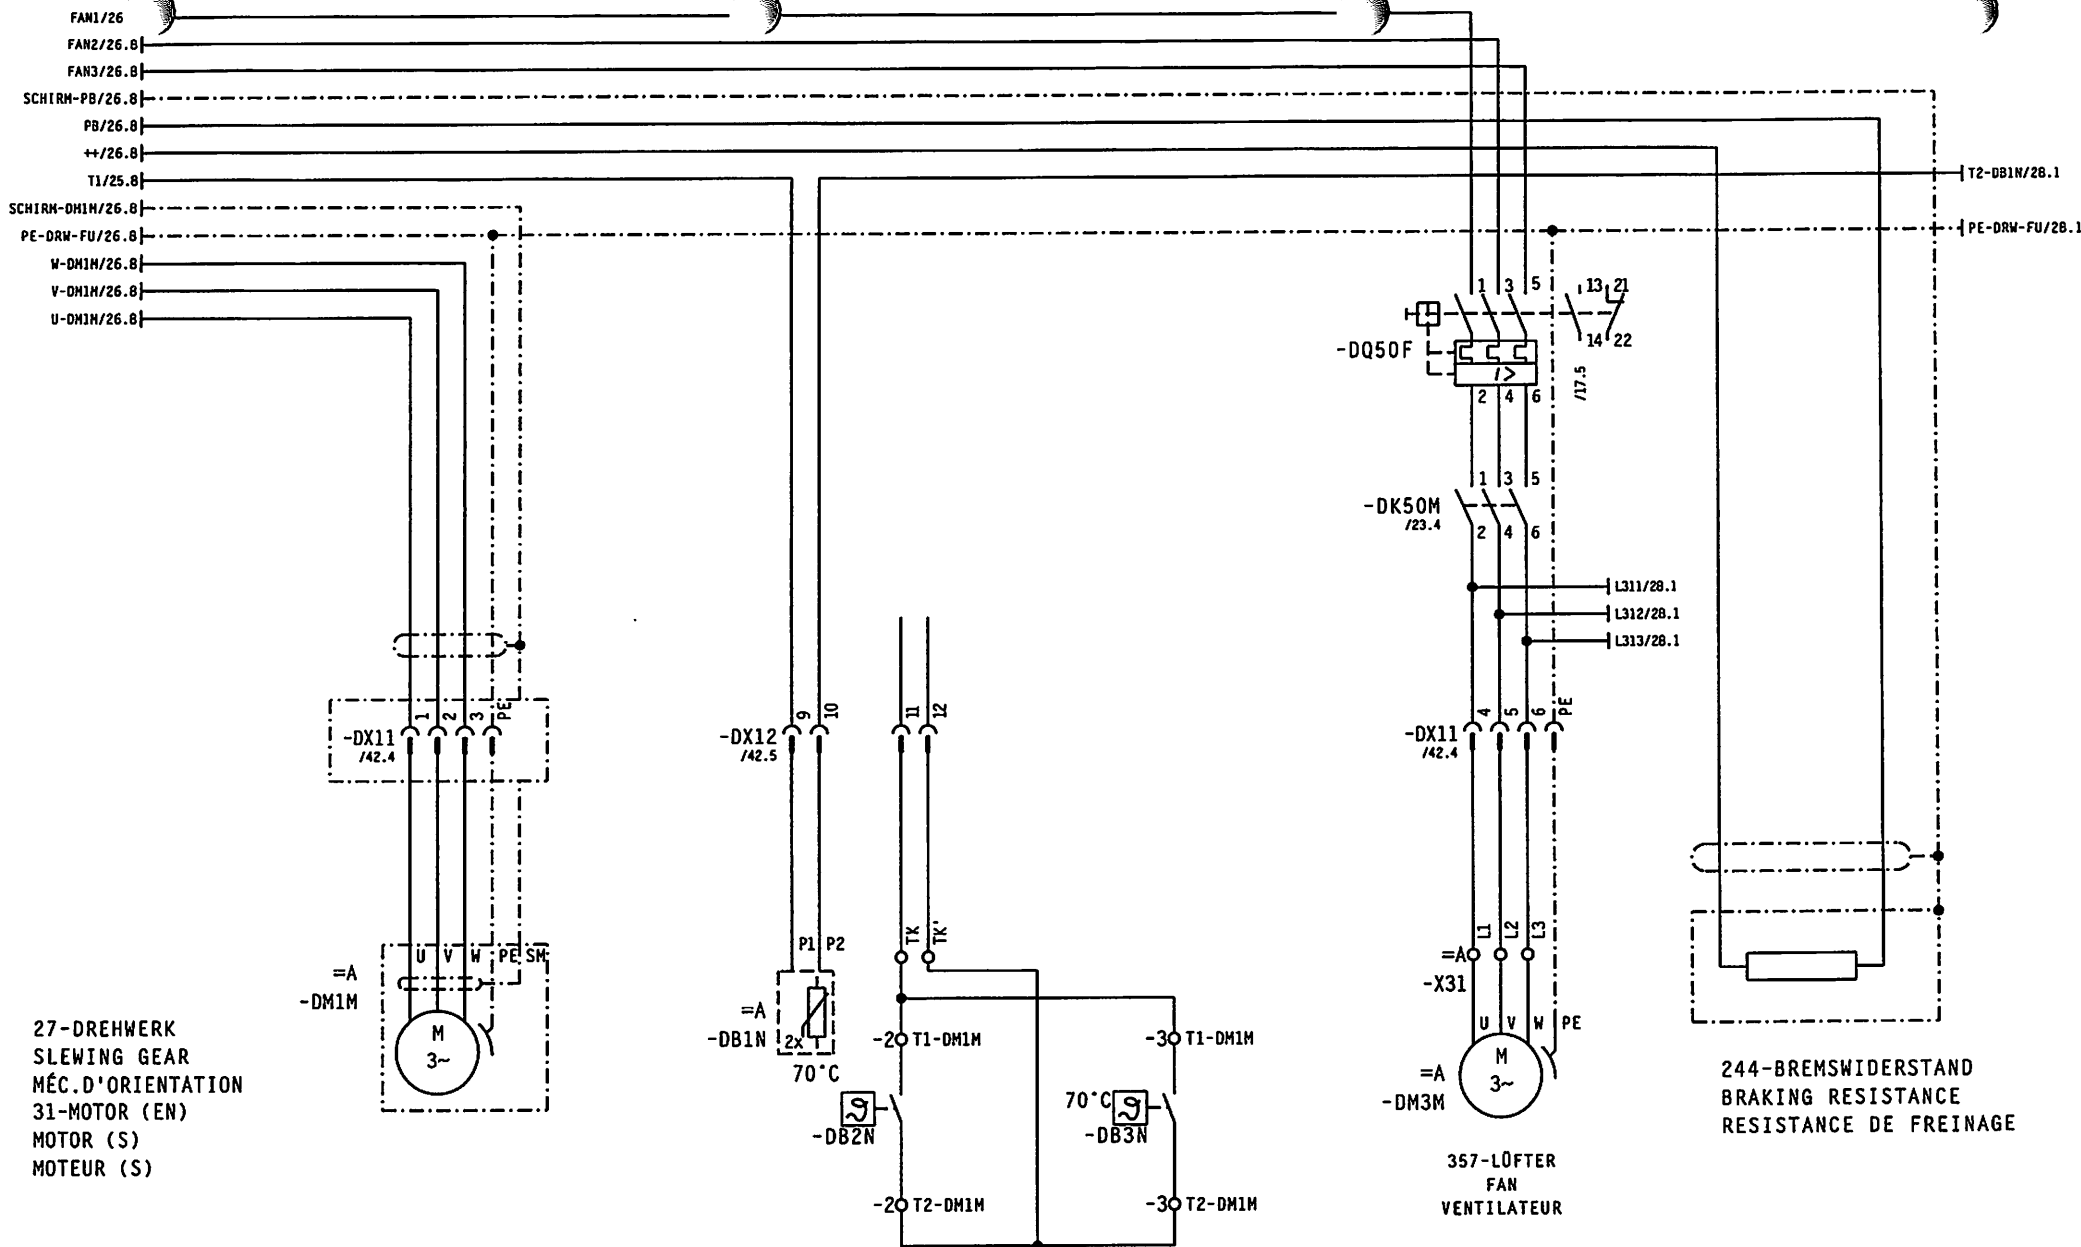 FAN1/26
FAN2/26.8
FAN3/26.8
SCHIRM-PB/26.8
PB/26.8
++/26.8
T1/25.8
T2-DB1N/28.1
SCHIRM-DM1M/26.8
PE-DRW-FU/26.8
PE-DRW-FU/28.1
W-DM1M/26.8
V-DM1M/26.8
U-DM1M/26.8
1 3 5 13 21
14 22
-DQ50F
I>
/17.5
2 4 6
1 3 5
-DK50M
/23.4
2 4 6
L311/28.1
L312/28.1
L313/28.1
1 2 3 PE
-DX11
/42.4
9 10
-DX12
/42.5
11 12
4 5 6 PE
-DX11
/42.4
U V W PE SM
=A
-DM1M
M
3~
P1 P2
=A
-DB1N
2x
70°C
TK TK'
-2 T1-DM1M
-3 T1-DM1M
ϑ
-DB2N
70°C
ϑ
-DB3N
-2 T2-DM1M
-3 T2-DM1M
L1 L2 L3
=A
-X31
U V W PE
=A
-DM3M
M
3~
27-DREHWERK
SLEWING GEAR
MÉC.D'ORIENTATION
31-MOTOR (EN)
MOTOR (S)
MOTEUR (S)
357-LÜFTER
FAN
VENTILATEUR
244-BREMSWIDERSTAND
BRAKING RESISTANCE
RESISTANCE DE FREINAGE